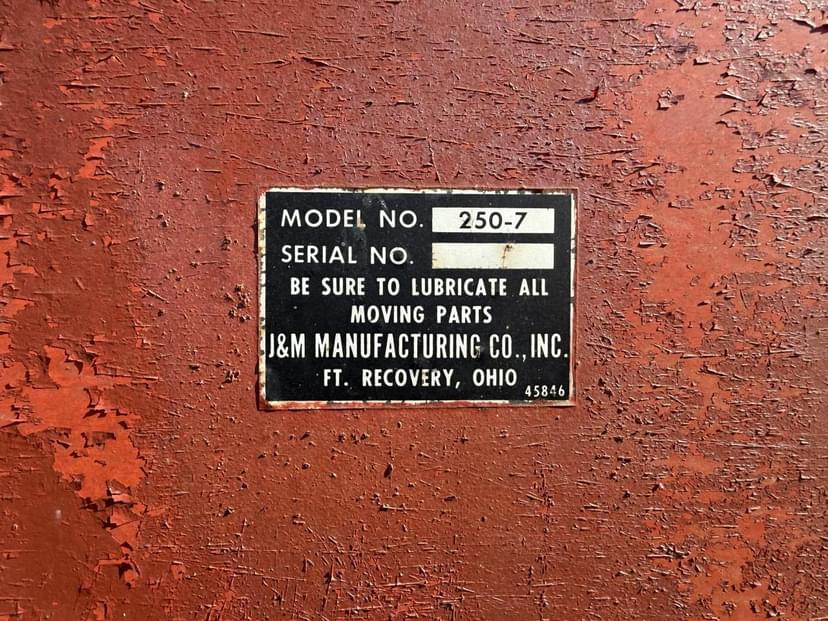 MODEL NO. 250-7
SERIAL NO.
BE SURE TO LUBRICATE ALL
MOVING PARTS
J&M MANUFACTURING CO., INC.
FT. RECOVERY, OHIO
45846